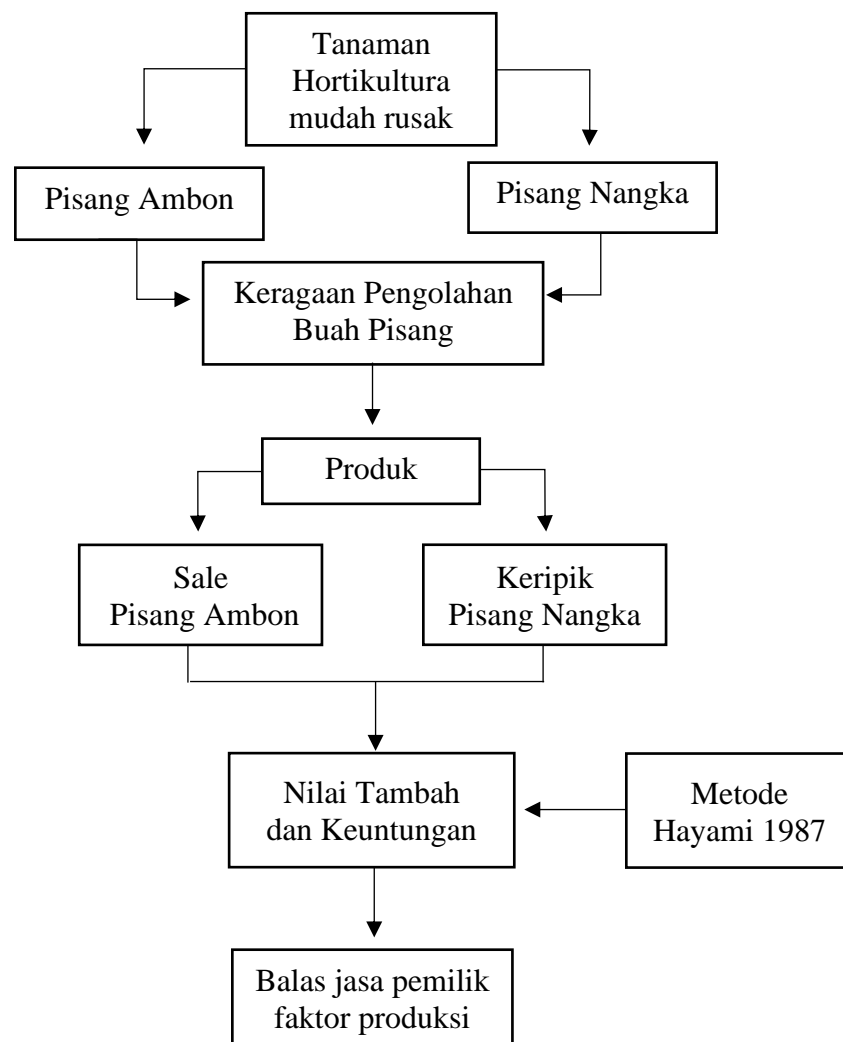 Tanaman
Hortikultura
mudah rusak
Pisang Ambon
Pisang Nangka
Keragaan Pengolahan
Buah Pisang
Produk
Sale
Pisang Ambon
Keripik
Pisang Nangka
Nilai Tambah
dan Keuntungan
Metode
Hayami 1987
Balas jasa pemilik
faktor produksi